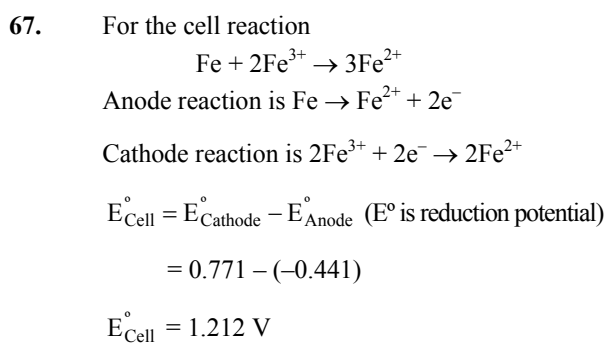 67. For the cell reaction
Fe + 2Fe³⁺ → 3Fe²⁺
Anode reaction is Fe → Fe²⁺ + 2e⁻
Cathode reaction is 2Fe³⁺ + 2e⁻ → 2Fe²⁺
E°Cell = E°Cathode – E°Anode (Eº is reduction potential)
= 0.771 – (–0.441)
E°Cell = 1.212 V